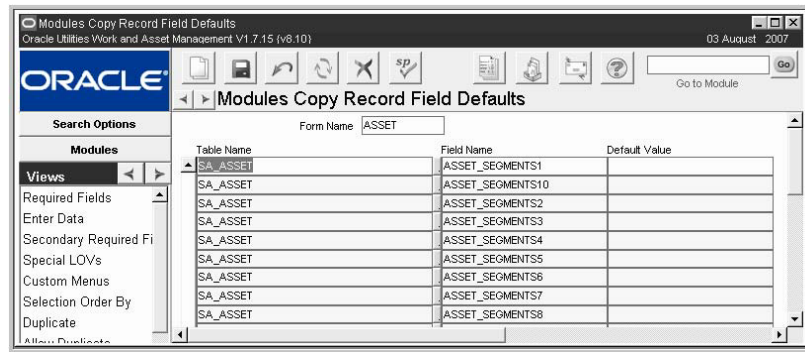 Modules Copy Record Field Defaults
Oracle Utilities Work and Asset Management V1.7.15 (v8.10)
03 August 2007
ORACLE
sp
Go
Go to Module
Modules Copy Record Field Defaults
Search Options
Modules
Views
Required Fields
Enter Data
Secondary Required Fi
Special LOVs
Custom Menus
Selection Order By
Duplicate
Allow Duplicate
Form Name ASSET
Table Name Field Name Default Value
SA_ASSET ASSET_SEGMENTS1
SA_ASSET ASSET_SEGMENTS10
SA_ASSET ASSET_SEGMENTS2
SA_ASSET ASSET_SEGMENTS3
SA_ASSET ASSET_SEGMENTS4
SA_ASSET ASSET_SEGMENTS5
SA_ASSET ASSET_SEGMENTS6
SA_ASSET ASSET_SEGMENTS7
SA_ASSET ASSET_SEGMENTS8